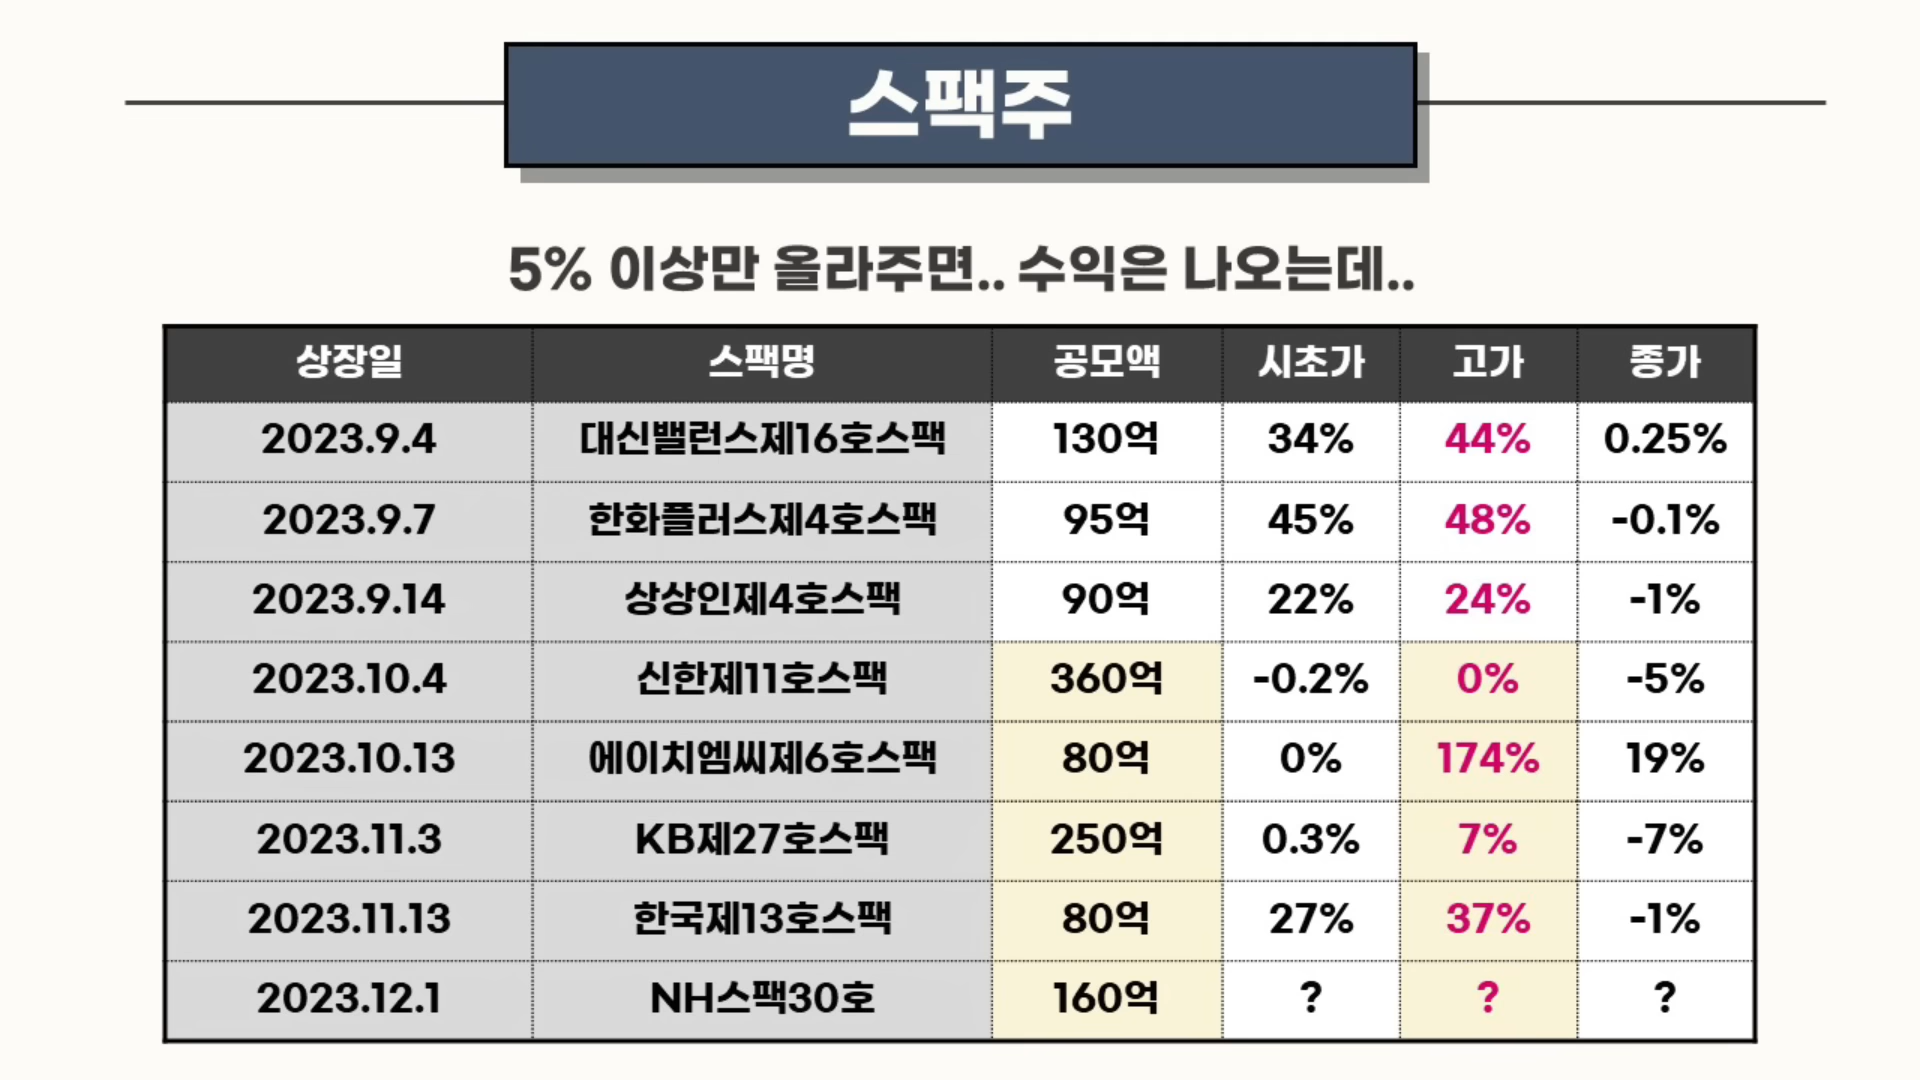 스팩주
5% 이상만 올라주면.. 수익은 나오는데..
상장일 스팩명 공모액 시초가 고가 종가
2023.9.4 대신밸런스제16호스팩 130억 34% 44% 0.25%
2023.9.7 한화플러스제4호스팩 95억 45% 48% -0.1%
2023.9.14 상상인제4호스팩 90억 22% 24% -1%
2023.10.4 신한제11호스팩 360억 -0.2% 0% -5%
2023.10.13 에이치엠씨제6호스팩 80억 0% 174% 19%
2023.11.3 KB제27호스팩 250억 0.3% 7% -7%
2023.11.13 한국제13호스팩 80억 27% 37% -1%
2023.12.1 NH스팩30호 160억 ? ? ?